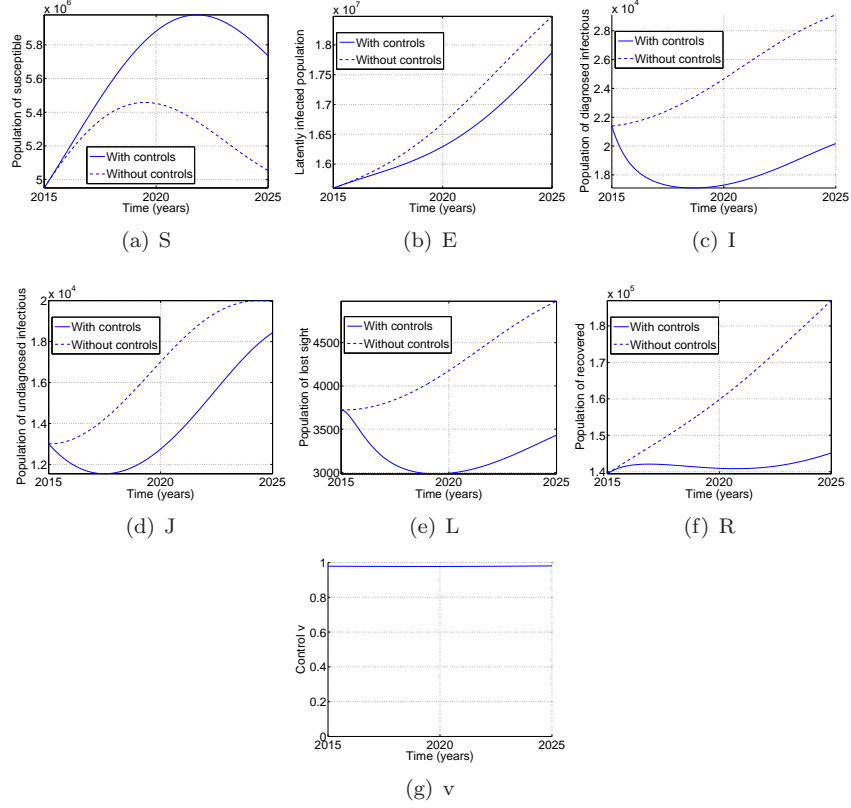 x 10^6
5.8
5.6
5.4
5.2
5
2015 2020 2025
Time (years)
Population of susceptible
With controls
Without controls
(a) S
x 10^7
1.8
1.75
1.7
1.65
1.6
2015 2020 2025
Time (years)
Latently infected population
With controls
Without controls
(b) E
x 10^4
2.8
2.6
2.4
2.2
2
1.8
2015 2020 2025
Time (years)
Population of diagnosed infectious
With controls
Without controls
(c) I
x 10^4
2
1.8
1.6
1.4
1.2
2015 2020 2025
Time (years)
Population of undiagnosed infectious
With controls
Without controls
(d) J
4500
4000
3500
3000
2015 2020 2025
Time (years)
Population of lost sight
With controls
Without controls
(e) L
x 10^5
1.8
1.7
1.6
1.5
1.4
2015 2020 2025
Time (years)
Population of recovered
With controls
Without controls
(f) R
1
0.8
0.6
0.4
0.2
0
2015 2020 2025
Time (years)
Control v
(g) v